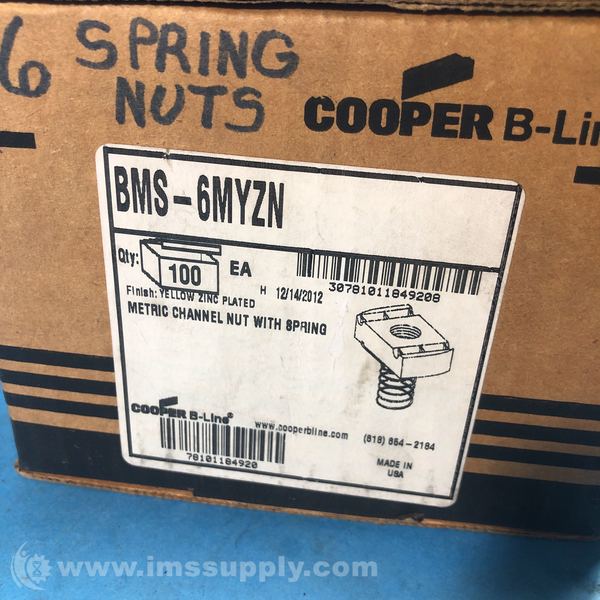 6 SPRING
NUTS
COOPER B-Lin
BMS-6MYZN
Qty: 100 EA
30781011849208
H 12/14/2012
Finish: YELLOW ZINC PLATED
METRIC CHANNEL NUT WITH SPRING
COOPER B-Line®
www.cooperbline.com
(618) 654-2184
78101184920
MADE IN
USA
www.imssupply.com